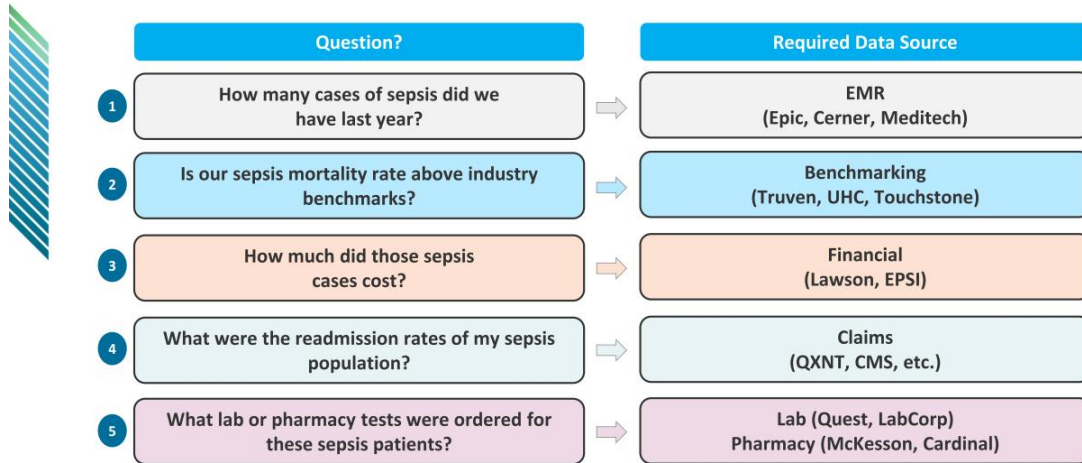 Question?
Required Data Source
1
How many cases of sepsis did we
have last year?
EMR
(Epic, Cerner, Meditech)
2
Is our sepsis mortality rate above industry
benchmarks?
Benchmarking
(Truven, UHC, Touchstone)
3
How much did those sepsis
cases cost?
Financial
(Lawson, EPSI)
4
What were the readmission rates of my sepsis
population?
Claims
(QXNT, CMS, etc.)
5
What lab or pharmacy tests were ordered for
these sepsis patients?
Lab (Quest, LabCorp)
Pharmacy (McKesson, Cardinal)